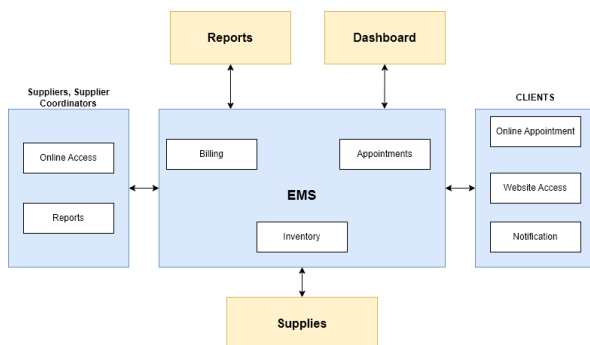 Reports
Dashboard
Suppliers, Supplier
Coordinators
CLIENTS
Online Access
Reports
Billing
Appointments
EMS
Inventory
Online Appointment
Website Access
Notification
Supplies